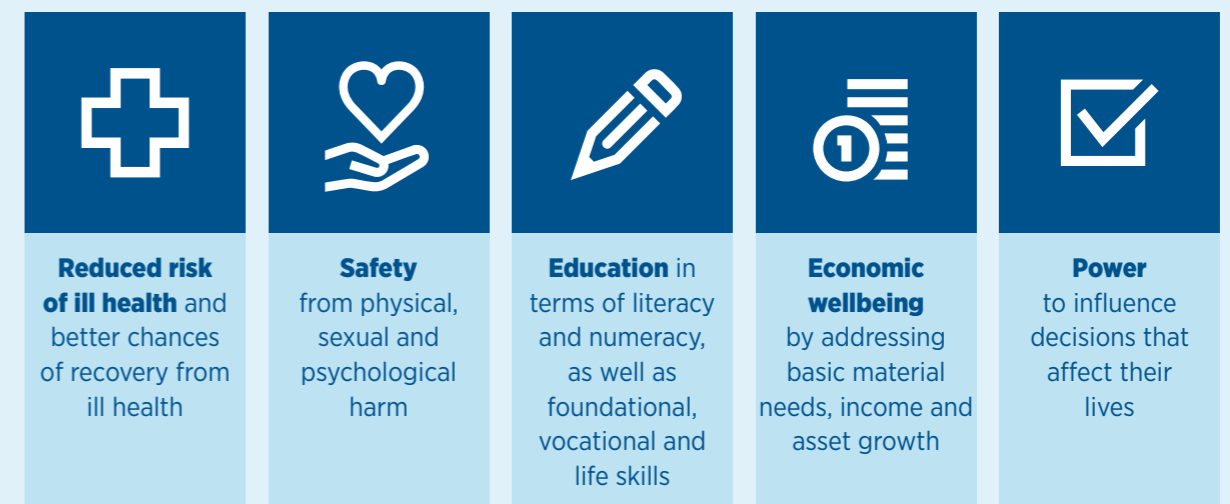 1
Reduced risk
of ill health and
better chances
of recovery from
ill health
Safety
from physical,
sexual and
psychological
harm
Education in
terms of literacy
and numeracy,
as well as
foundational,
vocational and
life skills
Economic
wellbeing
by addressing
basic material
needs, income and
asset growth
Power
to influence
decisions that
affect their
lives